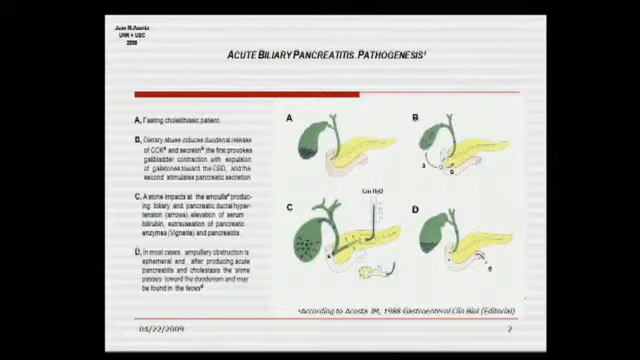 Juan M. Acosta
UNR + USC
2009
ACUTE BILIARY PANCREATITIS. PATHOGENESIS¹
A, Fasting cholelithiasic patient
B, Dietary abuse induces duodenal release
of CCK and secretin, the first provokes
gallbladder contraction with expulsion
of gallstones toward the CBD, and the
second stimulates pancreatic secretion
C, A stone impacts at the ampulla produc-
ing biliary and pancreatic ductal hyper-
tension (arrows) elevation of serum
bilirubin, extravasation of pancreatic
enzymes (Vignette) and pancreatitis
D, In most cases ampullary obstruction is
ephemeral and after producing acute
pancreatitis and cholestasis the stone
passes toward the duodenum and may
be found in the feces
A
B
a
Cm H₂O
C
D
d
¹According to Acosta JM, 1988 Gastroenterol Clin Biol (Editorial)
04/22/2009
2